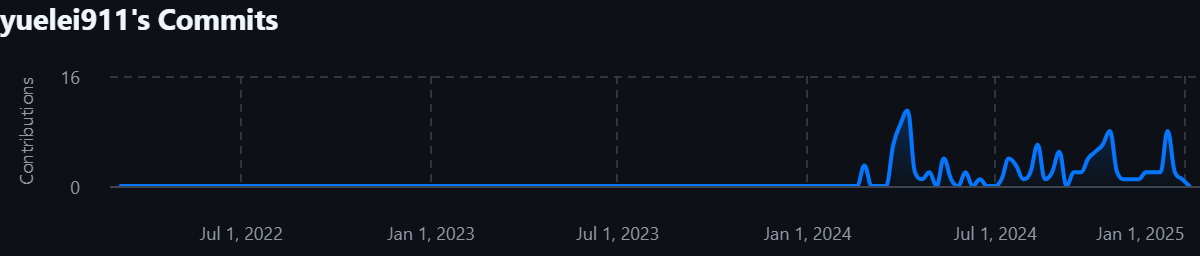 yuelei911's Commits
Contributions
16
0
Jul 1, 2022
Jan 1, 2023
Jul 1, 2023
Jan 1, 2024
Jul 1, 2024
Jan 1, 2025